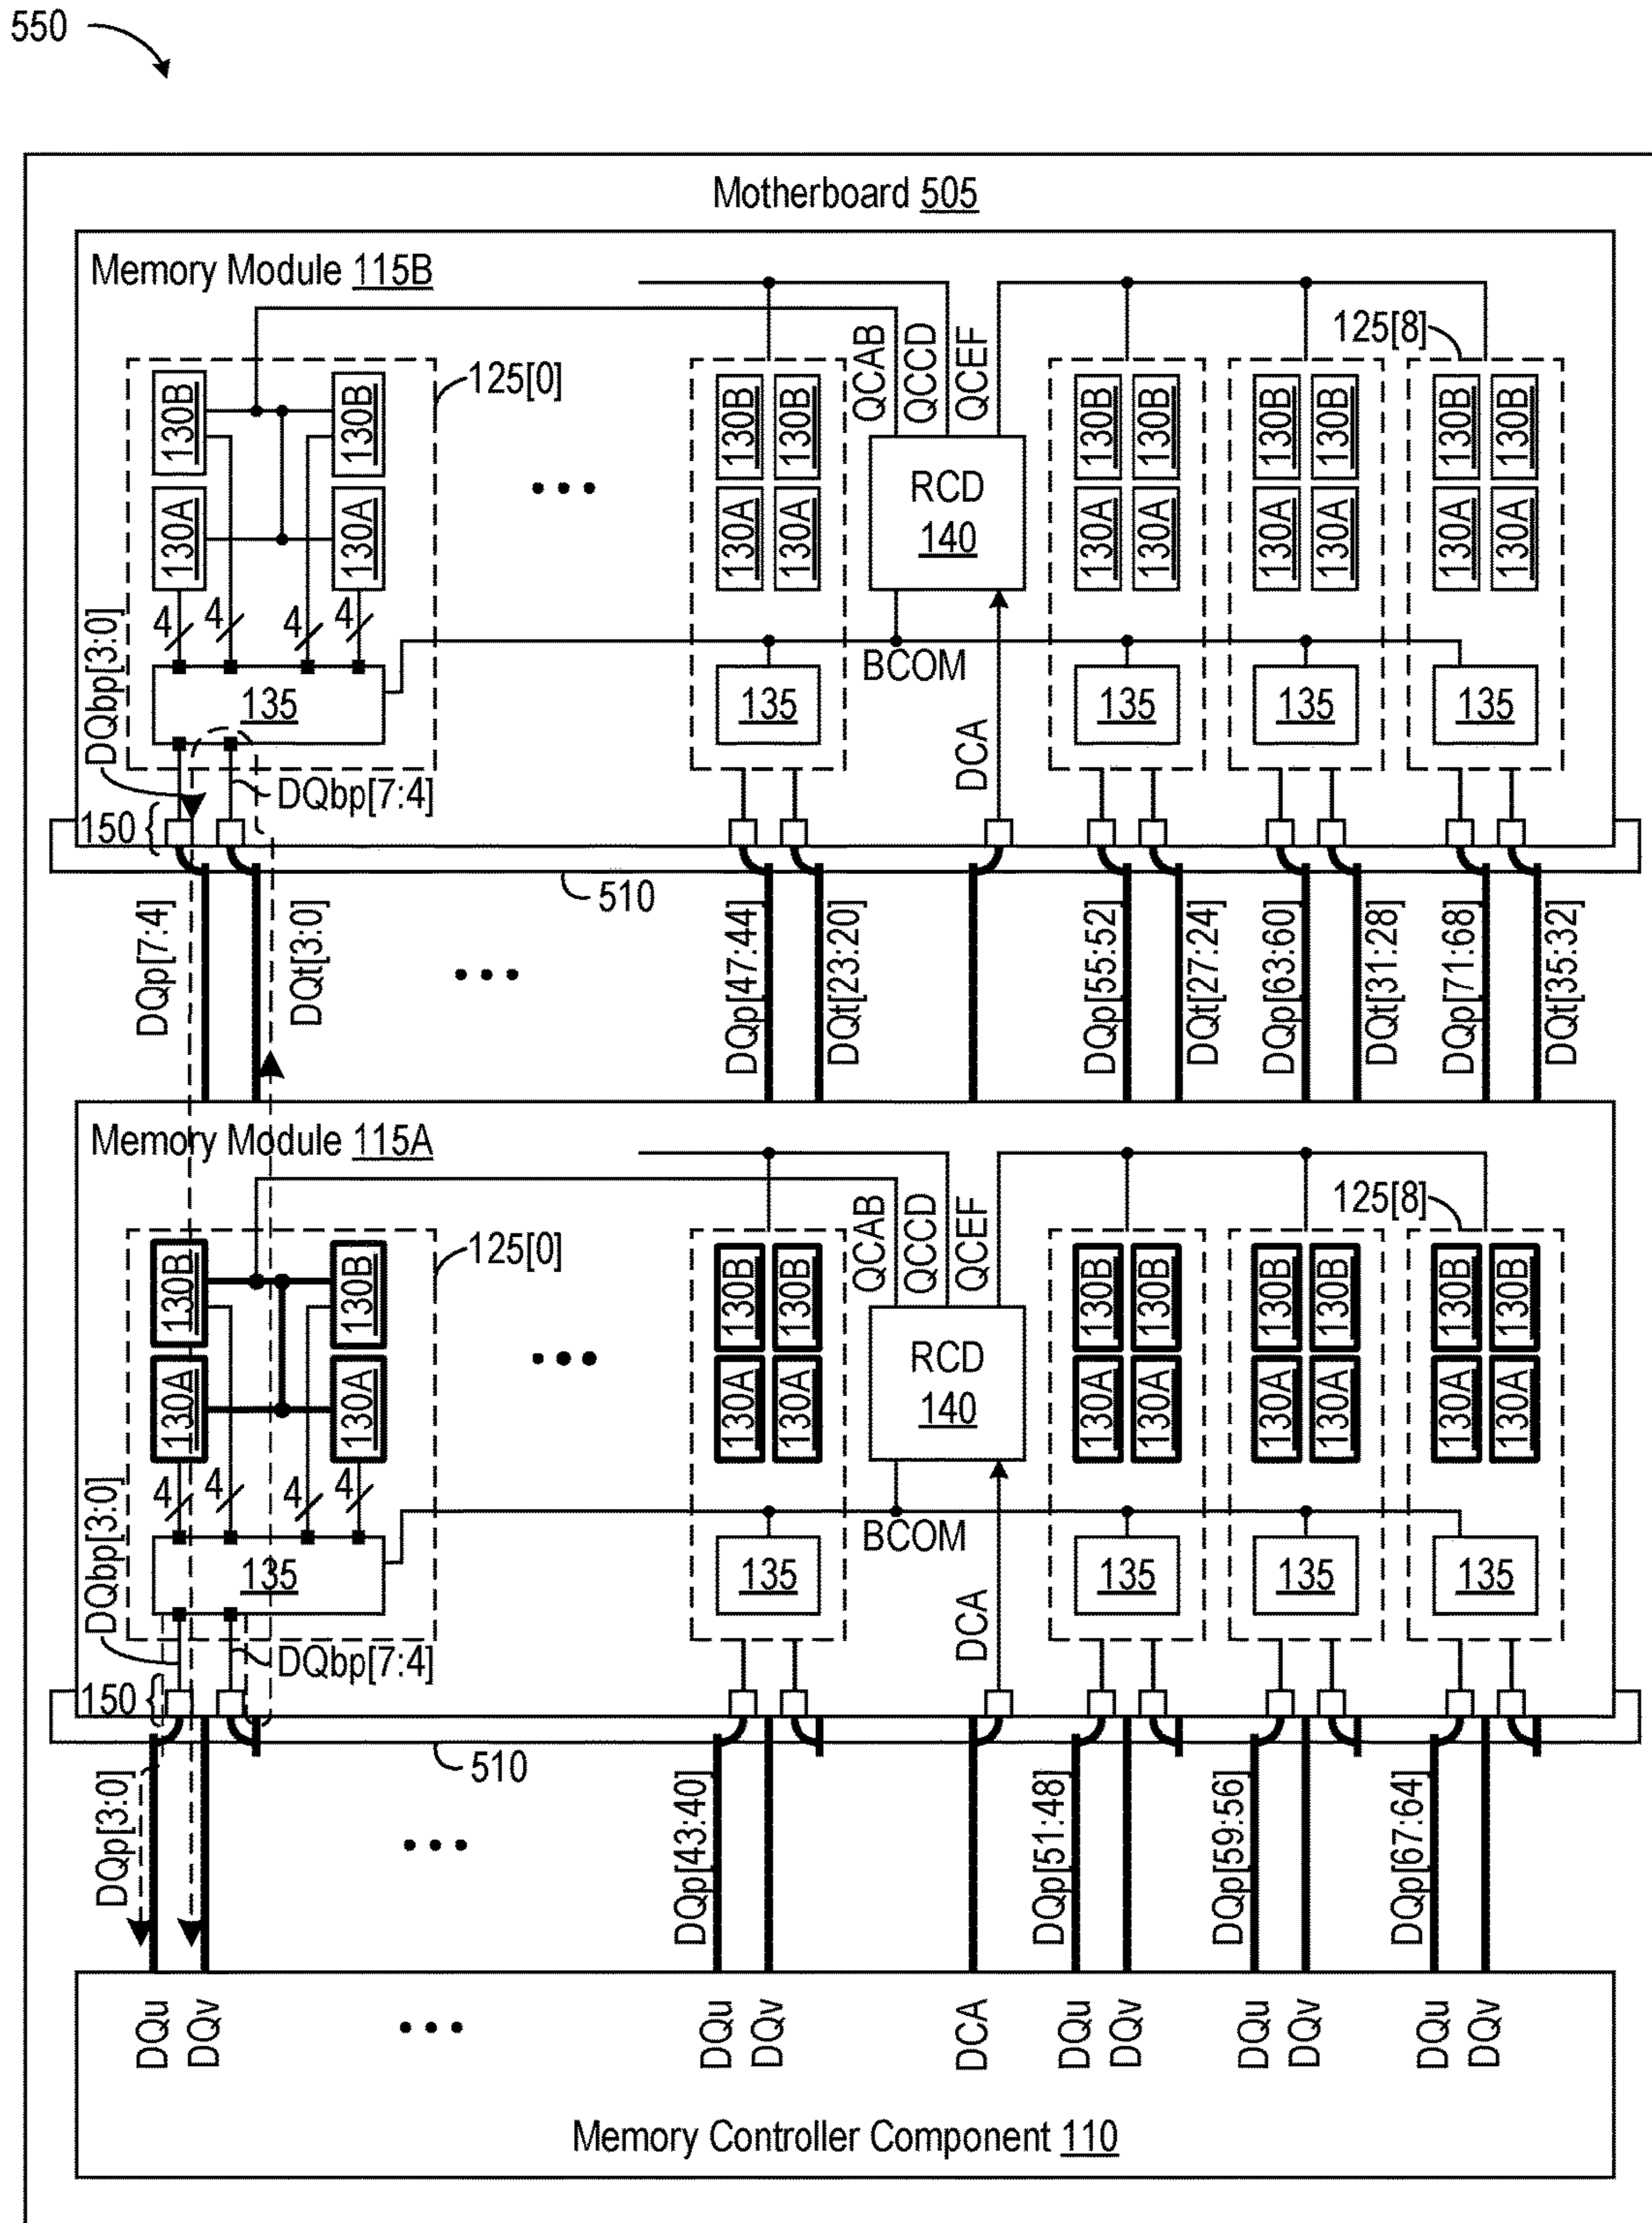 550
Motherboard 505
Memory Module 115B
125[0]
125[8]
QCAB
QCCD
QCEF
130B 130B 130B 130B 130B 130B 130B 130B 130B 130B
130A 130A 130A 130A 130A 130A 130A 130A 130A 130A
RCD
140
4 4 4 4
DQbp[3:0]
BCOM
135 135 135 135 135
DCA
DQbp[7:4]
150
510
DQp[7:4]
DQt[3:0]
DQp[47:44]
DQt[23:20]
DQp[55:52]
DQt[27:24]
DQp[63:60]
DQt[31:28]
DQp[71:68]
DQt[35:32]
Memory Module 115A
125[0]
125[8]
QCAB
QCCD
QCEF
130B 130B 130B 130B 130B 130B 130B 130B 130B 130B
130A 130A 130A 130A 130A 130A 130A 130A 130A 130A
RCD
140
4 4 4 4
DQbp[3:0]
BCOM
135 135 135 135 135
DCA
DQbp[7:4]
150
510
DQp[3:0]
DQp[43:40]
DQp[51:48]
DQp[59:56]
DQp[67:64]
DQu DQv DQu DQv DCA DQu DQv DQu DQv DQu DQv
Memory Controller Component 110